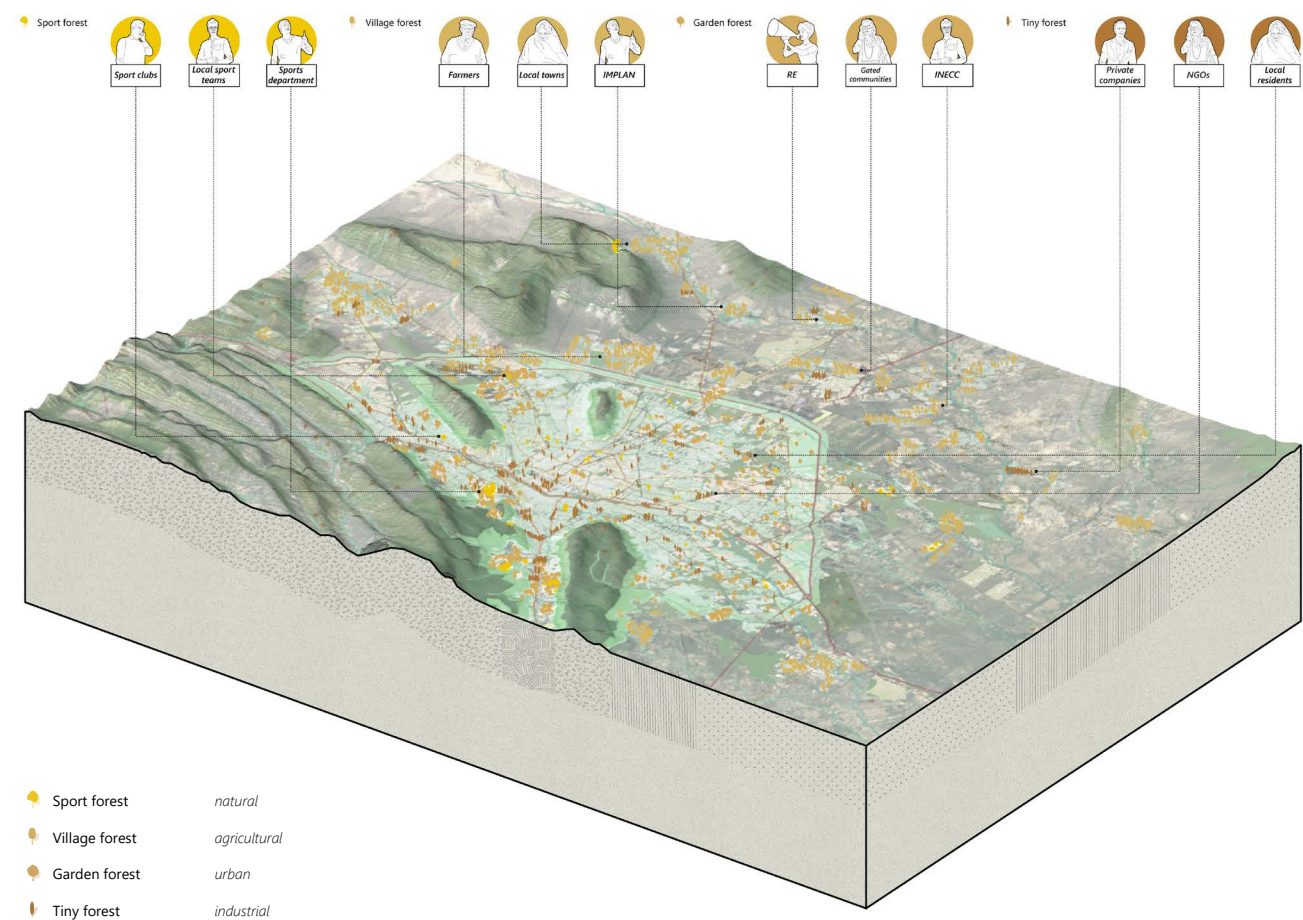 Sport forest
Village forest
Garden forest
Tiny forest
Sport clubs
Local sport
teams
Sports
department
Farmers
Local towns
IMPLAN
RE
Gated
communities
INECC
Private
companies
NGOs
Local
residents
Sport forest natural
Village forest agricultural
Garden forest urban
Tiny forest industrial